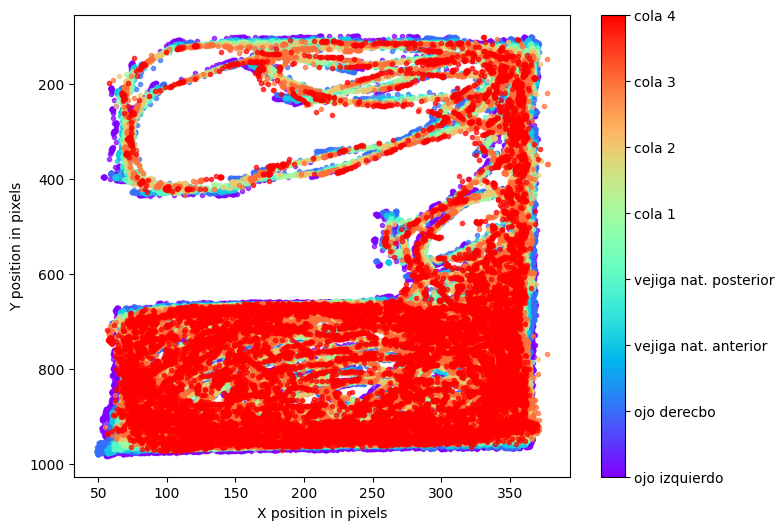 Y position in pixels
200
400
600
800
1000
50
100
150
200
250
300
350
X position in pixels
cola 4
cola 3
cola 2
cola 1
vejiga nat. posterior
vejiga nat. anterior
ojo derecbo
ojo izquierdo